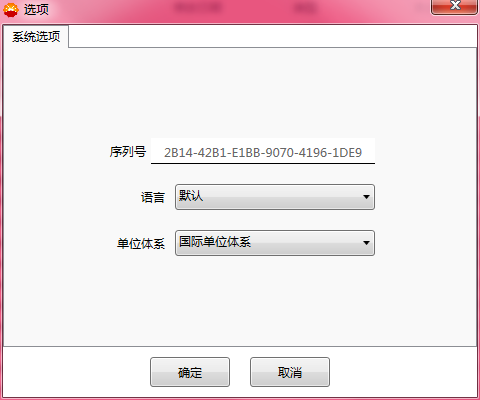 选项
系统选项
序列号 2B14-42B1-E1BB-9070-4196-1DE9
语言 默认
单位体系 国际单位体系
确定 取消